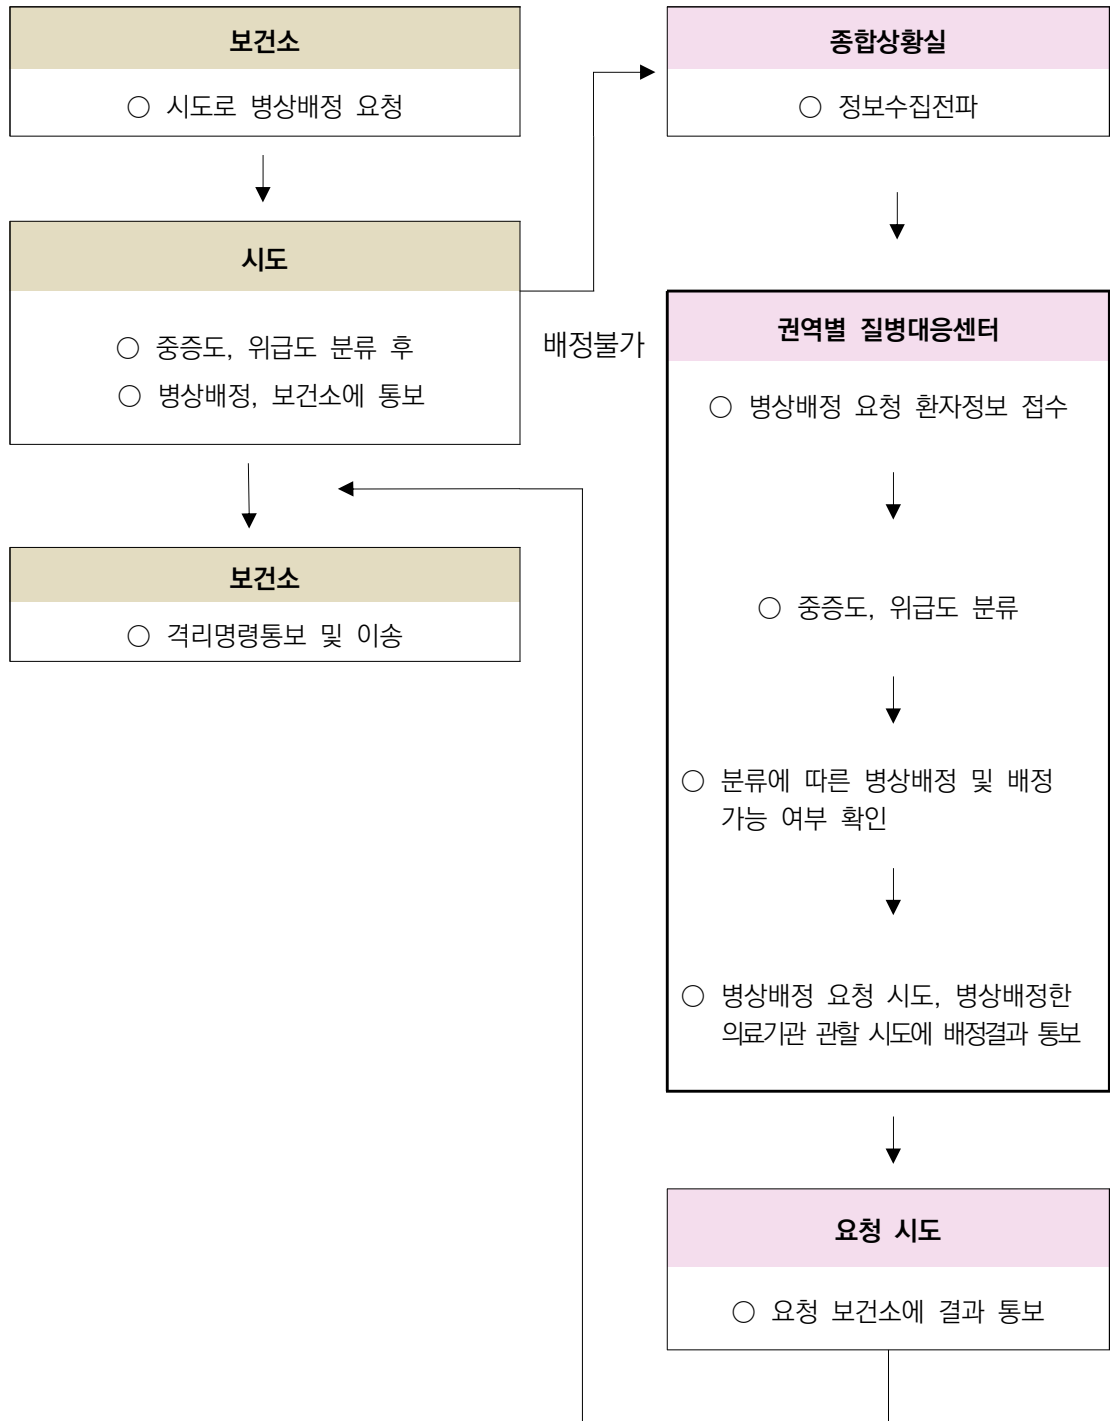 보건소
○ 시도로 병상배정 요청
시도
○ 중증도, 위급도 분류 후
○ 병상배정, 보건소에 통보
배정불가
보건소
○ 격리명령통보 및 이송
종합상황실
○ 정보수집전파
권역별 질병대응센터
○ 병상배정 요청 환자정보 접수
○ 중증도, 위급도 분류
○ 분류에 따른 병상배정 및 배정
가능 여부 확인
○ 병상배정 요청 시도, 병상배정한
의료기관 관할 시도에 배정결과 통보
요청 시도
○ 요청 보건소에 결과 통보